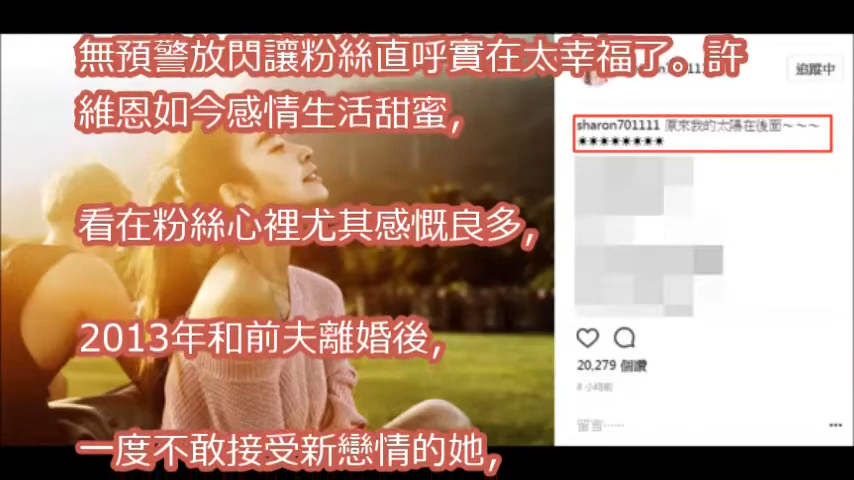 無預警放閃讓粉絲直呼實在太幸福了。許
維恩如今感情生活甜蜜，
看在粉絲心裡尤其感慨良多，
2013年和前夫離婚後，
一度不敢接受新戀情的她，
追蹤中
sharon701111 原來我的太陽在後面～～～
☀☀☀☀☀☀☀☀
20,279 個讚
8 小時前
留言⋯⋯